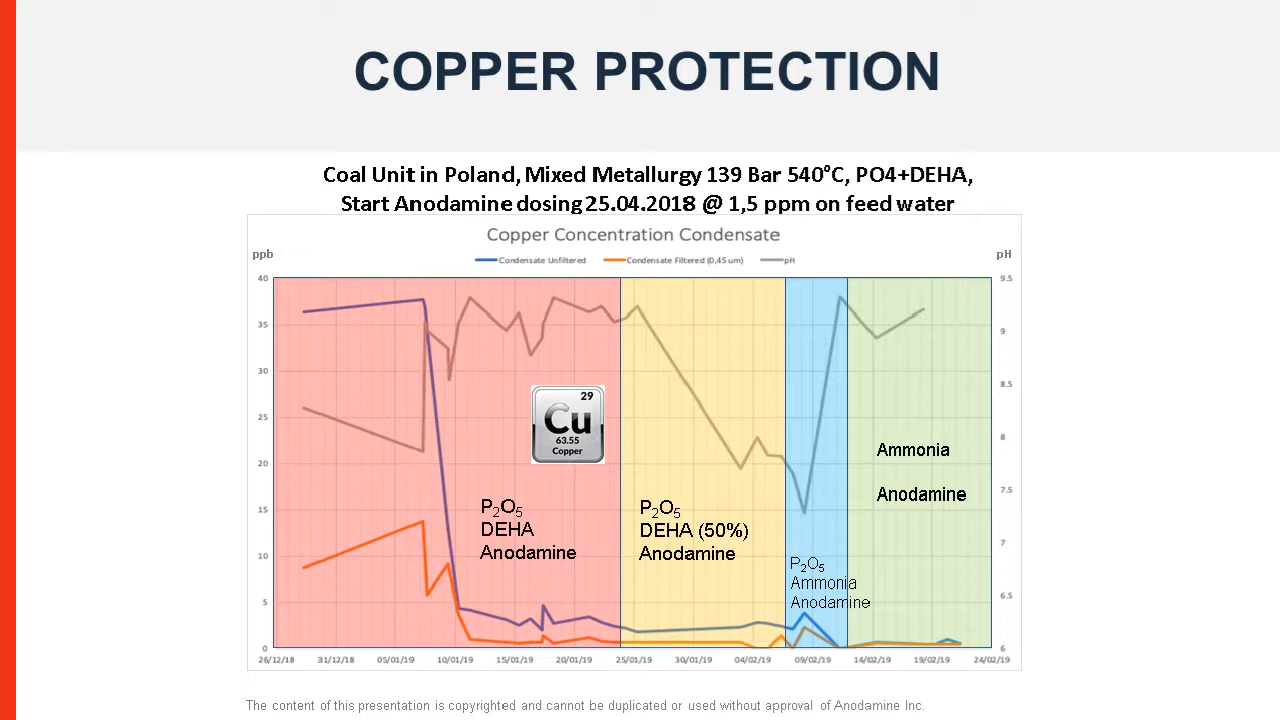 COPPER PROTECTION
Coal Unit in Poland, Mixed Metallurgy 139 Bar 540°C, PO4+DEHA,
Start Anodamine dosing 25.04.2018 @ 1,5 ppm on feed water
Copper Concentration Condensate
ppb
pH
Condensate Unfiltered
Condensate Filtered (0,45 um)
pH
40
35
30
25
20
15
10
5
0
9.5
9
8.5
8
7.5
7
6.5
6
29
Cu
63.55
Copper
P₂O₅
DEHA
Anodamine
P₂O₅
DEHA (50%)
Anodamine
P₂O₅
Ammonia
Anodamine
Ammonia
Anodamine
26/12/18 31/12/18 05/01/19 10/01/19 15/01/19 20/01/19 25/01/19 30/01/19 04/02/19 09/02/19 14/02/19 19/02/19 24/02/19
The content of this presentation is copyrighted and cannot be duplicated or used without approval of Anodamine Inc.